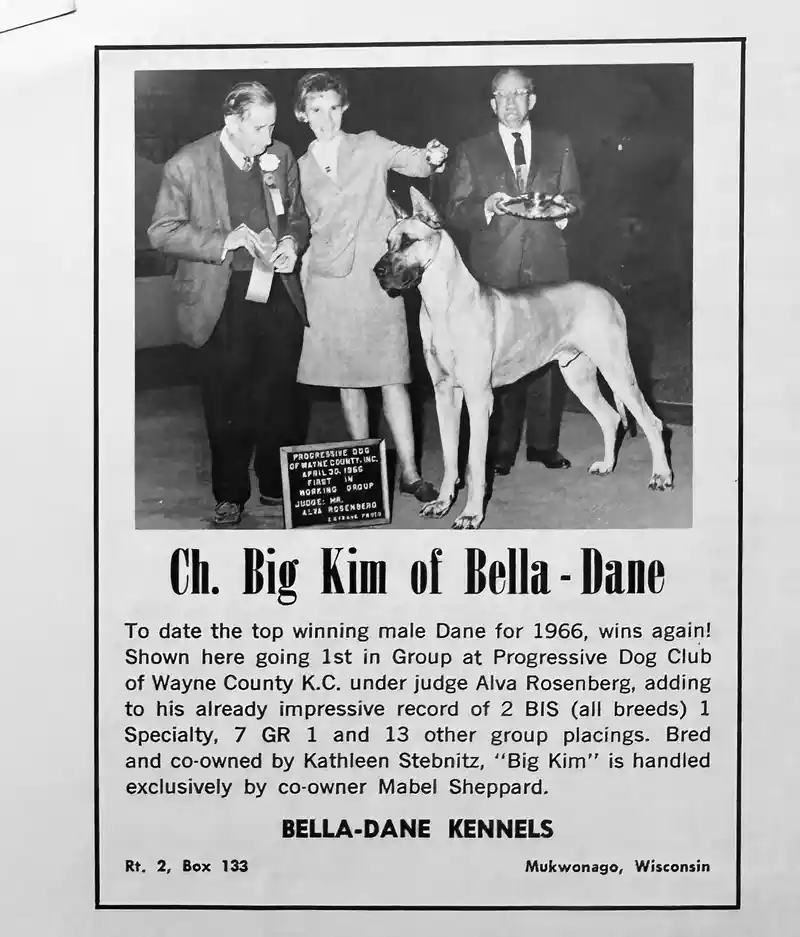 PROGRESSIVE DOG
OF WAYNE COUNTY, INC.
APRIL 30, 1966
FIRST IN
WORKING GROUP
JUDGE: MR.
ALVA ROSENBERG
PHOTO
Ch. Big Kim of Bella - Dane
To date the top winning male Dane for 1966, wins again!
Shown here going 1st in Group at Progressive Dog Club
of Wayne County K.C. under judge Alva Rosenberg, adding
to his already impressive record of 2 BIS (all breeds) 1
Specialty, 7 GR 1 and 13 other group placings. Bred
and co-owned by Kathleen Stebnitz, "Big Kim" is handled
exclusively by co-owner Mabel Sheppard.
BELLA-DANE KENNELS
Rt. 2, Box 133 Mukwonago, Wisconsin